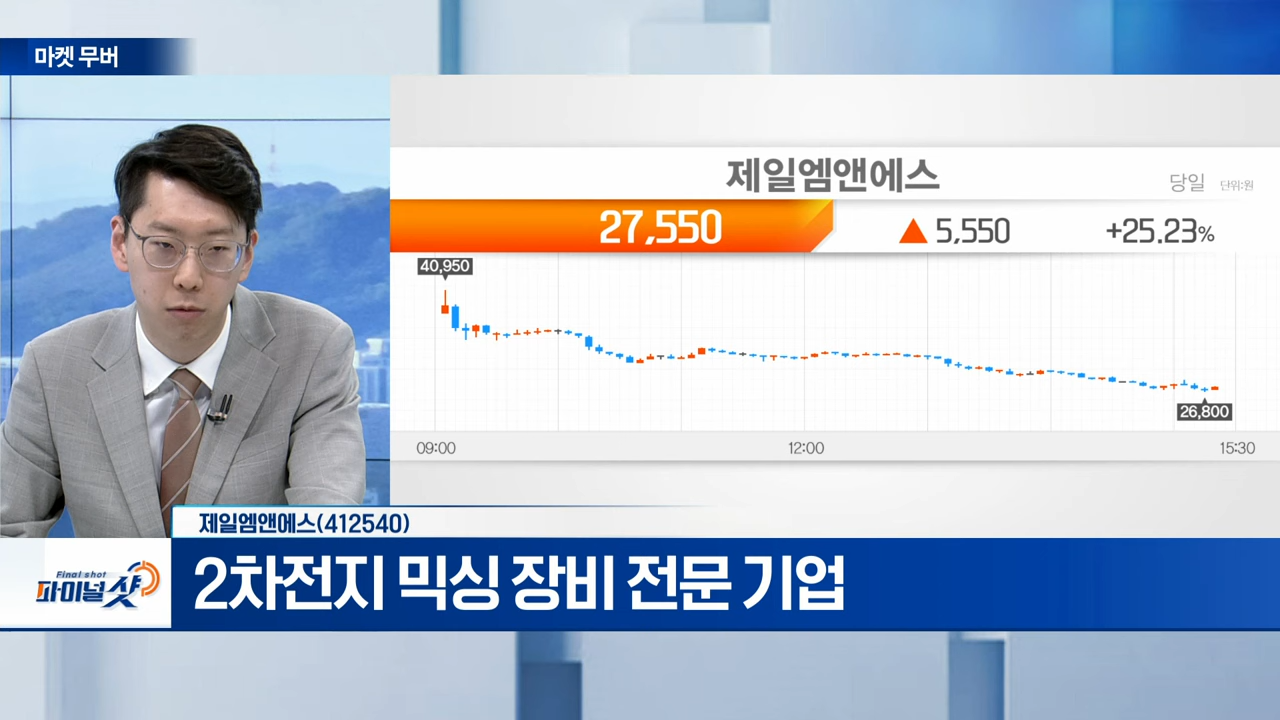 마켓 무버
제일엠앤에스
당일 단위:원
27,550 ▲ 5,550 +25.23%
40,950
26,800
09:00 12:00 15:30
제일엠앤에스(412540)
Final shot
파이널샷
2차전지 믹싱 장비 전문 기업